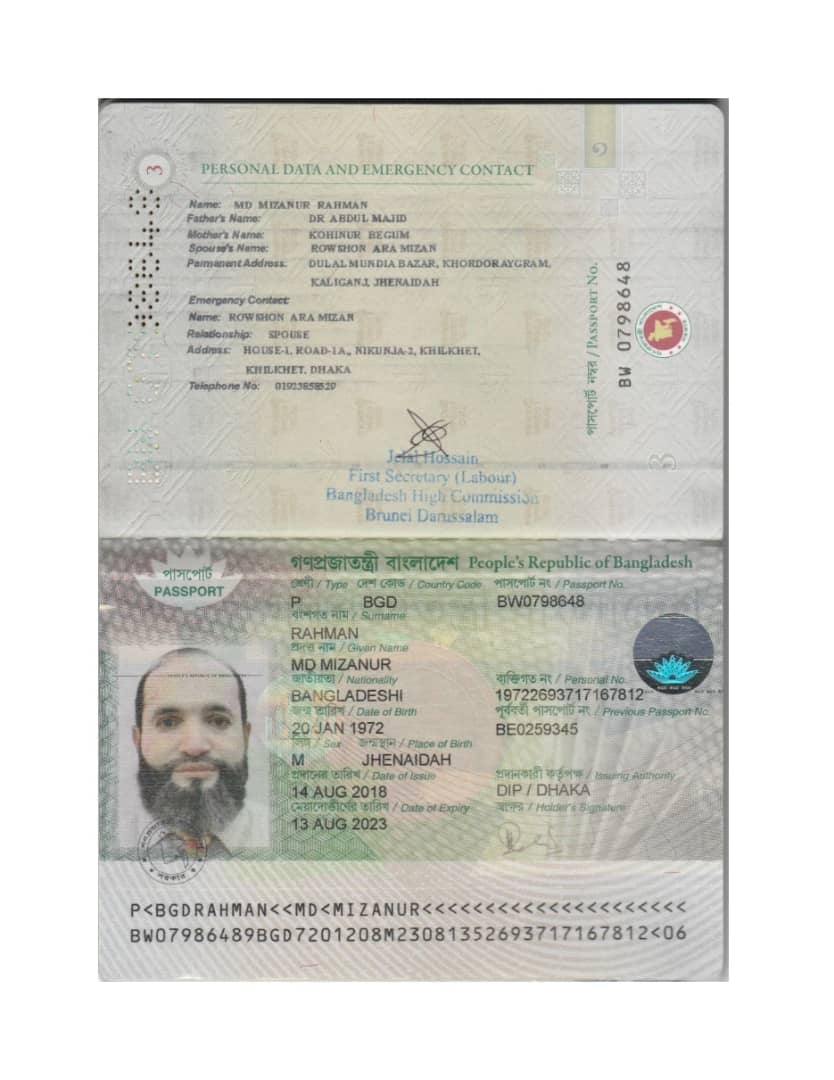 3
PERSONAL DATA AND EMERGENCY CONTACT
Name: MD MIZANUR RAHMAN
Father's Name: DR ABDUL MAJID
Mother's Name: KOHINUR BEGUM
Spouse's Name: ROWSHON ARA MIZAN
Permanent Address: DULALMUNDIA BAZAR, KHORDORAYGRAM,
KALIGANJ, JHENAIDAH
Emergency Contact:
Name: ROWSHON ARA MIZAN
Relationship: SPOUSE
Address: HOUSE-1, ROAD-1A,, NIKUNJA-2, KHILKHET,
KHILKHET, DHAKA
Telephone No:
পাসপোর্ট নম্বর / PASSPORT No.
BW 0798648
3
Jelal Hossain
First Secretary (Labour)
Bangladesh High Commission
Brunei Darussalam
পাসপোর্ট
PASSPORT
গণপ্রজাতন্ত্রী বাংলাদেশ People's Republic of Bangladesh
শ্রেণী / Type দেশ কোড / Country Code পাসপোর্ট নং / Passport No.
P BGD BW0798648
বংশগত নাম / Surname
RAHMAN
প্রদত্ত নাম / Given Name
MD MIZANUR
জাতীয়তা / Nationality ব্যক্তিগত নং / Personal No.
BANGLADESHI 19722693717167812
জন্ম তারিখ / Date of Birth পূর্ববর্তী পাসপোর্ট নং / Previous Passport No.
20 JAN 1972 BE0259345
লিঙ্গ / Sex জন্মস্থান / Place of Birth
M JHENAIDAH
প্রদানের তারিখ / Date of Issue প্রদানকারী কর্তৃপক্ষ / Issuing Authority
14 AUG 2018 DIP / DHAKA
মেয়াদোত্তীর্ণের তারিখ / Date of Expiry / Holder's Signature
13 AUG 2023
P<BGDRAHMAN<<MD<MIZANUR<<<<<<<<<<<<<<<<<<<<<
BW07986489BGD7201208M23081352693717167812<06